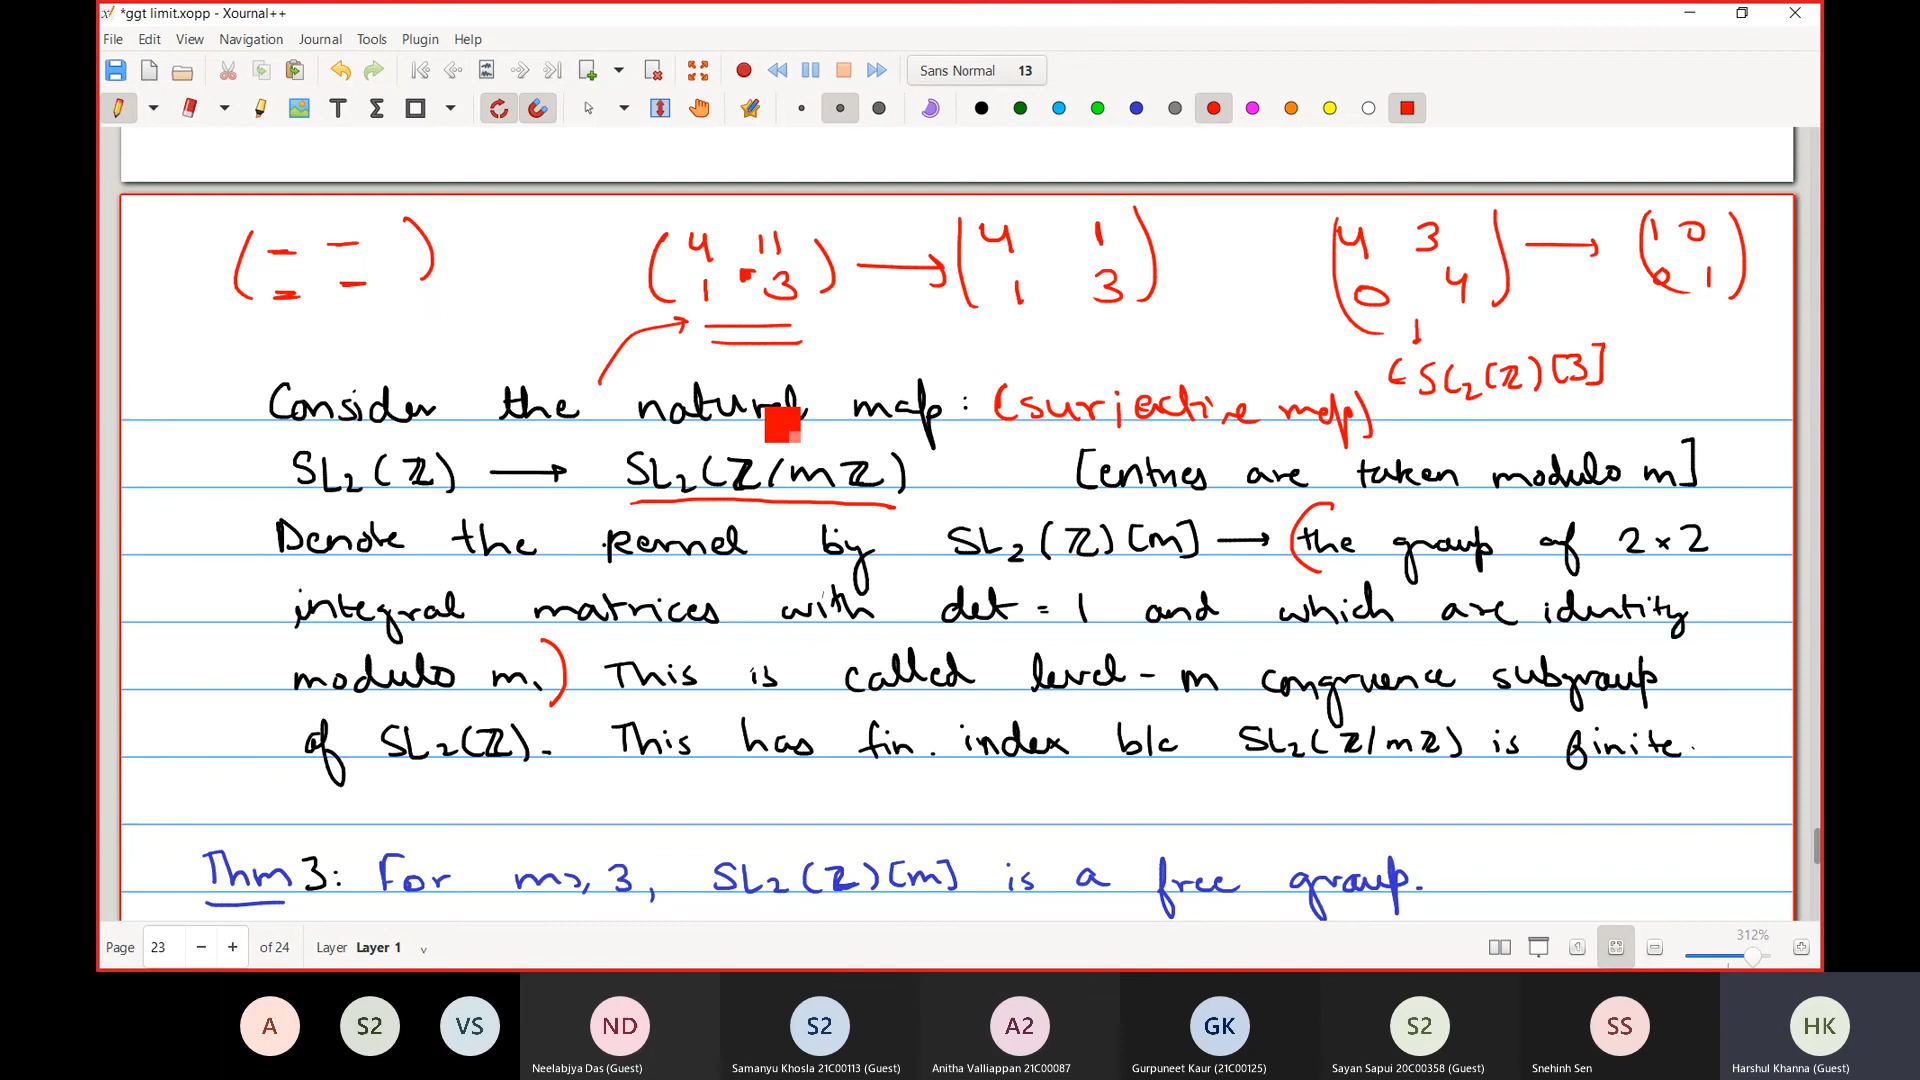 *ggt limit.xopp - Xournal++
File Edit View Navigation Journal Tools Plugin Help
Sans Normal 13
( – – – – )
( 4 11 1 3 ) → ( 4 1 1 3 )
( 4 3 0 4 ) → ( 1 0 0 1 )
( SL₂(ℤ)[3]
Consider the natural map : (surjective map)
SL₂(ℤ) → SL₂(ℤ/mℤ) [entries are taken modulo m]
Denote the kernel by SL₂(ℤ)[m] → (the group of 2×2
integral matrices with det = 1 and which are identity
modulo m.) This is called level-m congruence subgroup
of SL₂(ℤ). This has fin. index b/c SL₂(ℤ/mℤ) is finite.
Thm 3: For m≥3, SL₂(ℤ)[m] is a free group.
Page 23 − + of 24 Layer Layer 1 312%
A S2 VS ND S2 A2 GK S2 SS HK
Neelabjya Das (Guest) Samanyu Khosla 21C00113 (Guest) Anitha Valliappan 21C00087 Gurpuneet Kaur (21C00125) Sayan Sapui 20C00358 (Guest) Snehinh Sen Harshul Khanna (Guest)